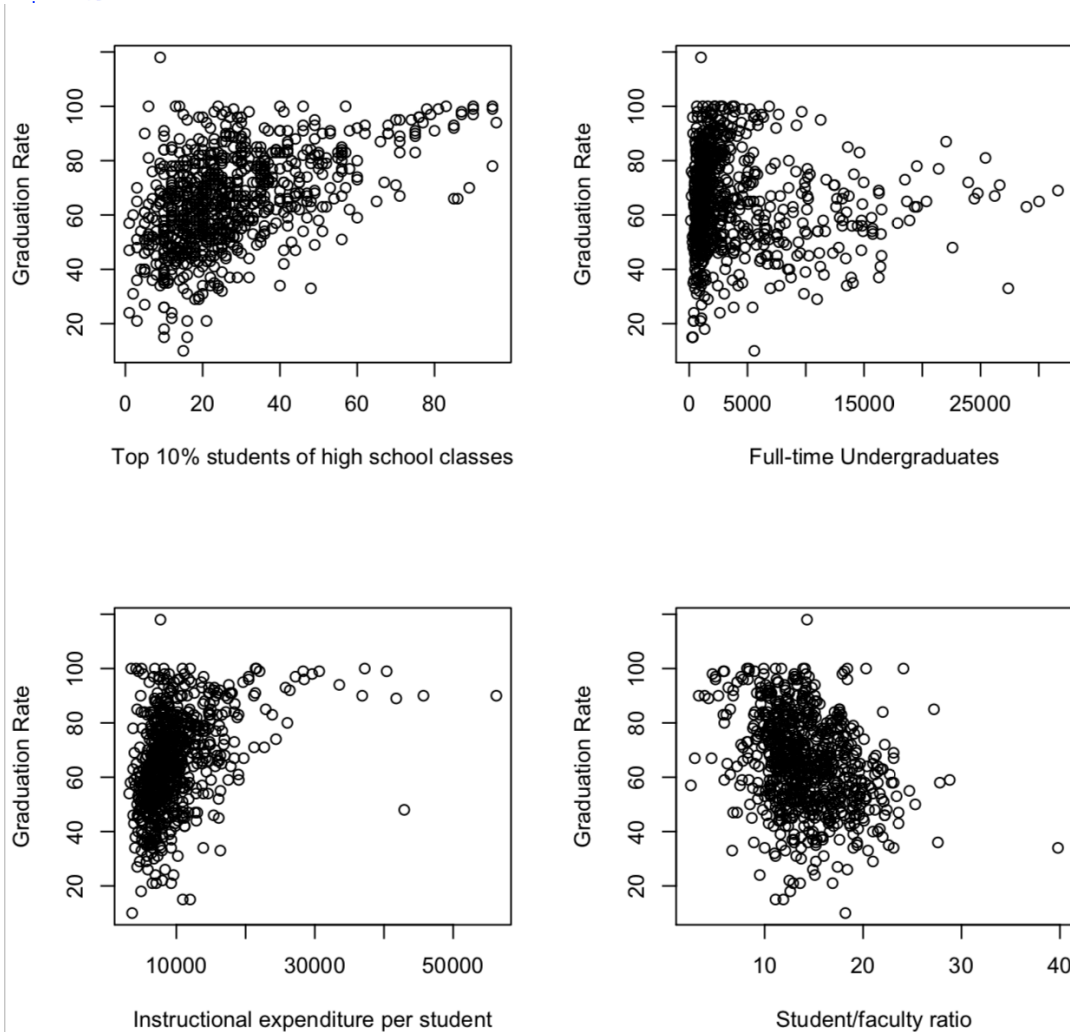 Graduation Rate
20 40 60 80 100
0 20 40 60 80
Top 10% students of high school classes
Graduation Rate
20 40 60 80 100
0 5000 15000 25000
Full-time Undergraduates
Graduation Rate
20 40 60 80 100
10000 30000 50000
Instructional expenditure per student
Graduation Rate
20 40 60 80 100
10 20 30 40
Student/faculty ratio